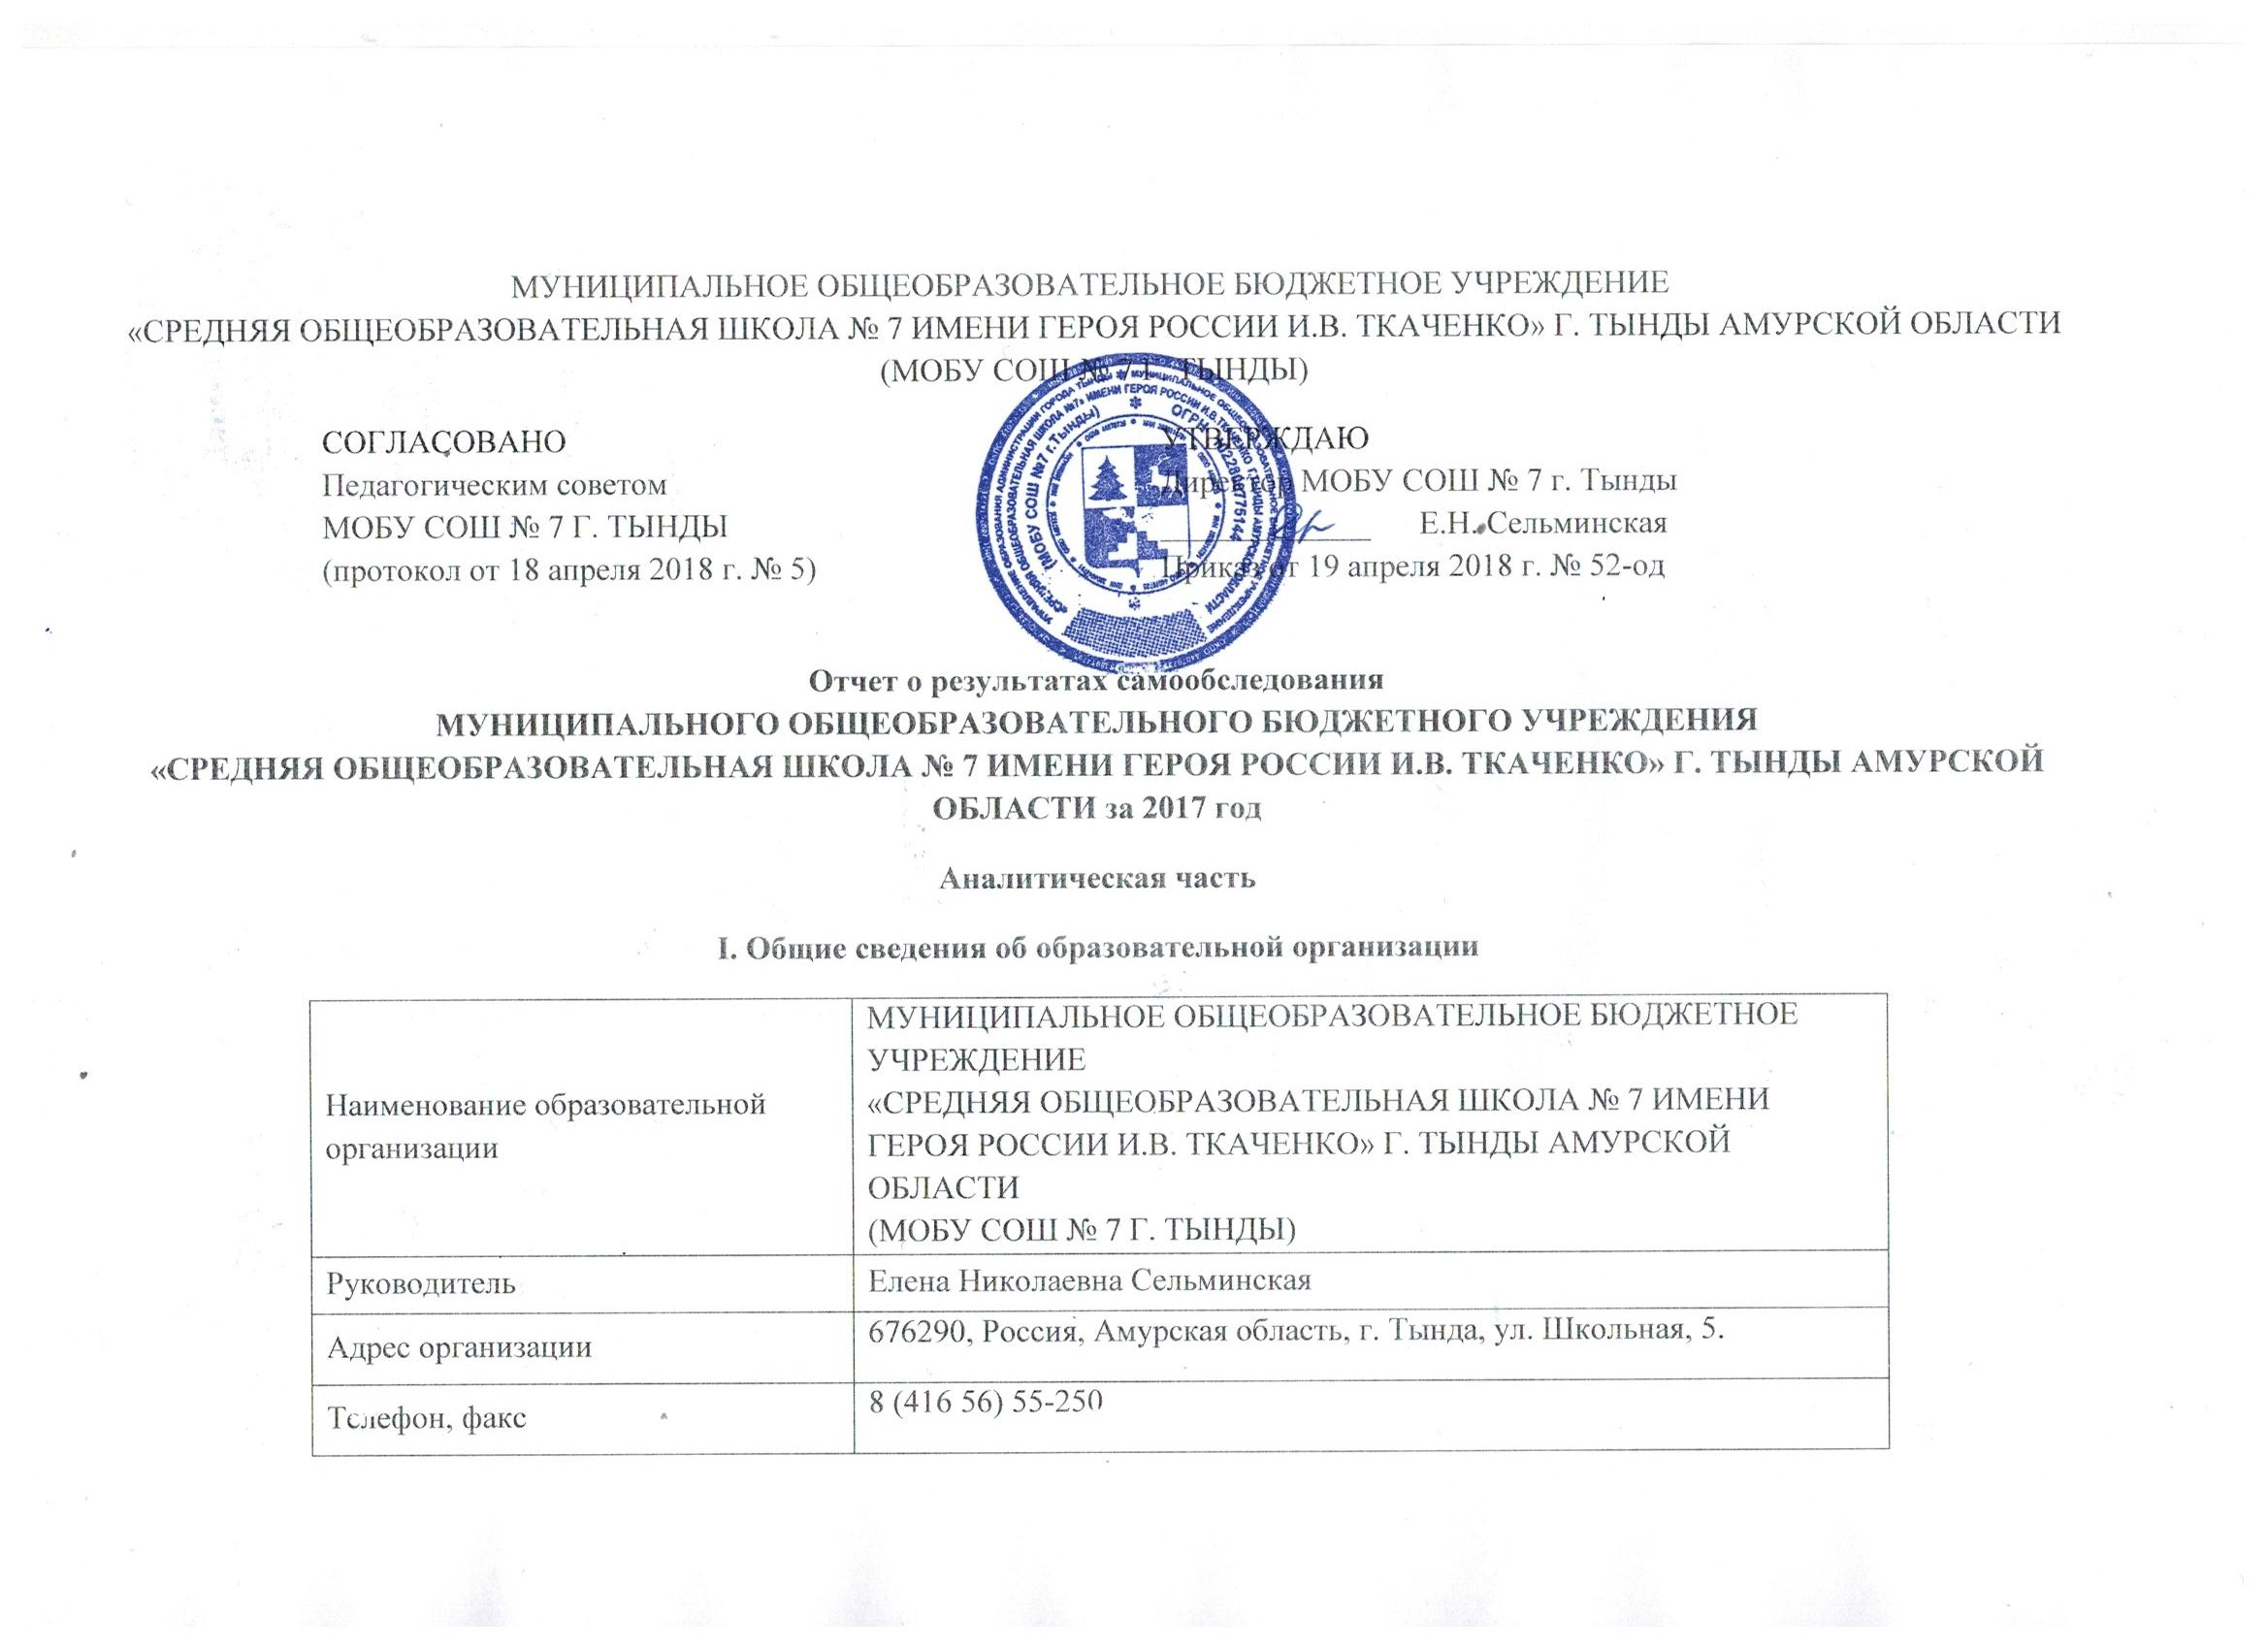 МУНИЦИПАЛЬНОЕ ОБЩЕОБРАЗОВАТЕЛЬНОЕ БЮДЖЕТНОЕ УЧРЕЖДЕНИЕ
«СРЕДНЯЯ ОБЩЕОБРАЗОВАТЕЛЬНАЯ ШКОЛА № 7 ИМЕНИ ГЕРОЯ РОССИИ И.В. ТКАЧЕНКО» Г. ТЫНДЫ АМУРСКОЙ ОБЛАСТИ
(МОБУ СОШ № 7 Г. ТЫНДЫ)
СОГЛАСОВАНО
Педагогическим советом
МОБУ СОШ № 7 Г. ТЫНДЫ
(протокол от 18 апреля 2018 г. № 5)
(МОБУ СОШ №7 г.Тынды)
УТВЕРЖДАЮ
Директор МОБУ СОШ № 7 г. Тынды
Е.Н. Сельминская
Приказ от 19 апреля 2018 г. № 52-од
Отчет о результатах самообследования
МУНИЦИПАЛЬНОГО ОБЩЕОБРАЗОВАТЕЛЬНОГО БЮДЖЕТНОГО УЧРЕЖДЕНИЯ
«СРЕДНЯЯ ОБЩЕОБРАЗОВАТЕЛЬНАЯ ШКОЛА № 7 ИМЕНИ ГЕРОЯ РОССИИ И.В. ТКАЧЕНКО» Г. ТЫНДЫ АМУРСКОЙ
ОБЛАСТИ за 2017 год
Аналитическая часть
I. Общие сведения об образовательной организации
Наименование образовательной
организации
МУНИЦИПАЛЬНОЕ ОБЩЕОБРАЗОВАТЕЛЬНОЕ БЮДЖЕТНОЕ
УЧРЕЖДЕНИЕ
«СРЕДНЯЯ ОБЩЕОБРАЗОВАТЕЛЬНАЯ ШКОЛА № 7 ИМЕНИ
ГЕРОЯ РОССИИ И.В. ТКАЧЕНКО» Г. ТЫНДЫ АМУРСКОЙ
ОБЛАСТИ
(МОБУ СОШ № 7 Г. ТЫНДЫ)
Руководитель
Елена Николаевна Сельминская
Адрес организации
676290, Россия, Амурская область, г. Тында, ул. Школьная, 5.
Телефон, факс
8 (416 56) 55-250